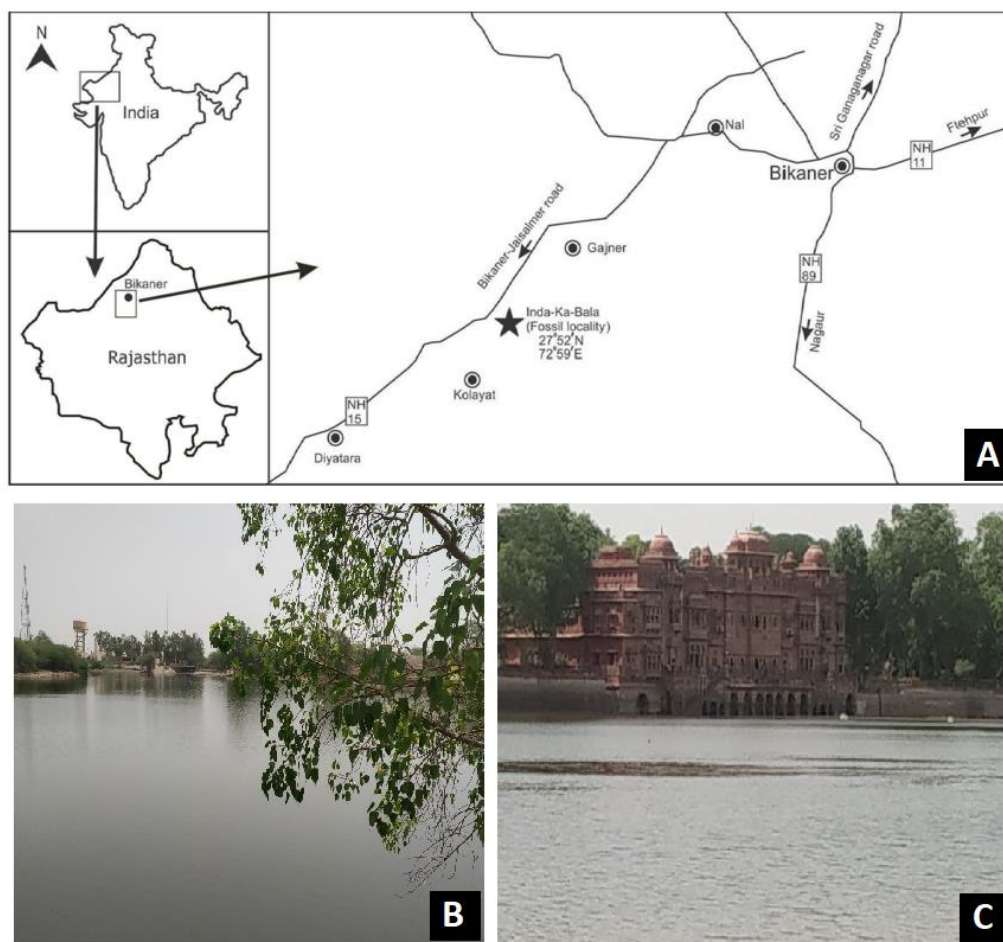 N
India
Bikaner
Rajasthan
Nal
Sri Ganaganagar road
Ftehpur
NH
11
Bikaner
Bikaner-Jaisalmer road
Gajner
NH
89
Nagaur
Inda-Ka-Bala
(Fossil locality)
27°52'N
72°59'E
Kolayat
NH
15
Diyatara
A
B
C